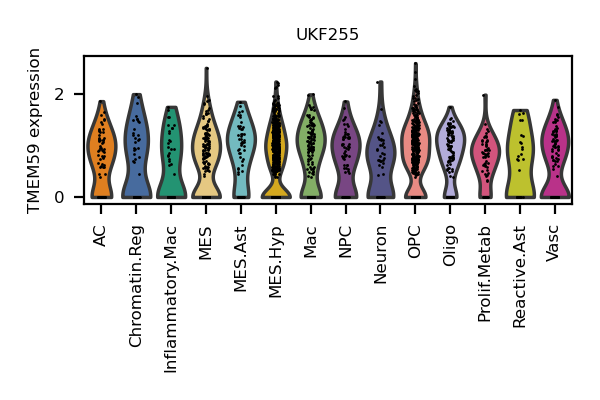 UKF255
TMEM59 expression
2
0
AC
Chromatin.Reg
Inflammatory.Mac
MES
MES.Ast
MES.Hyp
Mac
NPC
Neuron
OPC
Oligo
Prolif.Metab
Reactive.Ast
Vasc